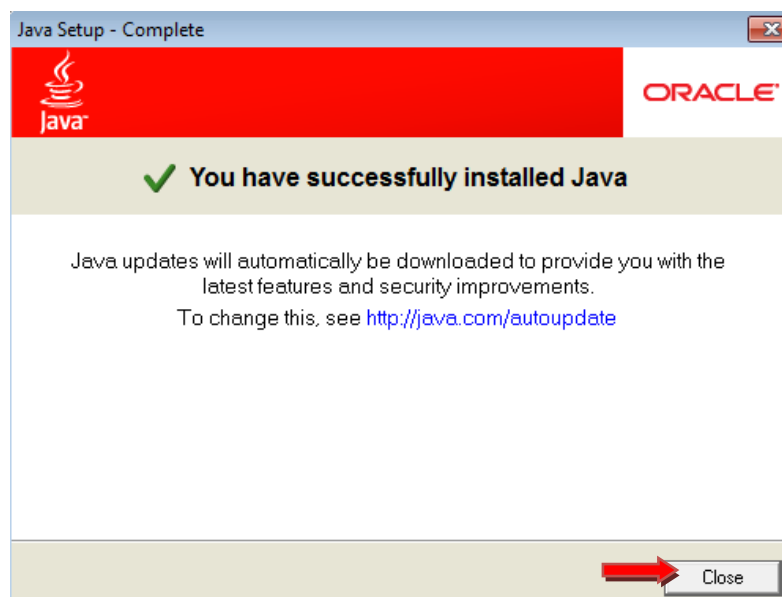 Java Setup - Complete
Java™
ORACLE®
You have successfully installed Java
Java updates will automatically be downloaded to provide you with the
latest features and security improvements.
To change this, see http://java.com/autoupdate
Close